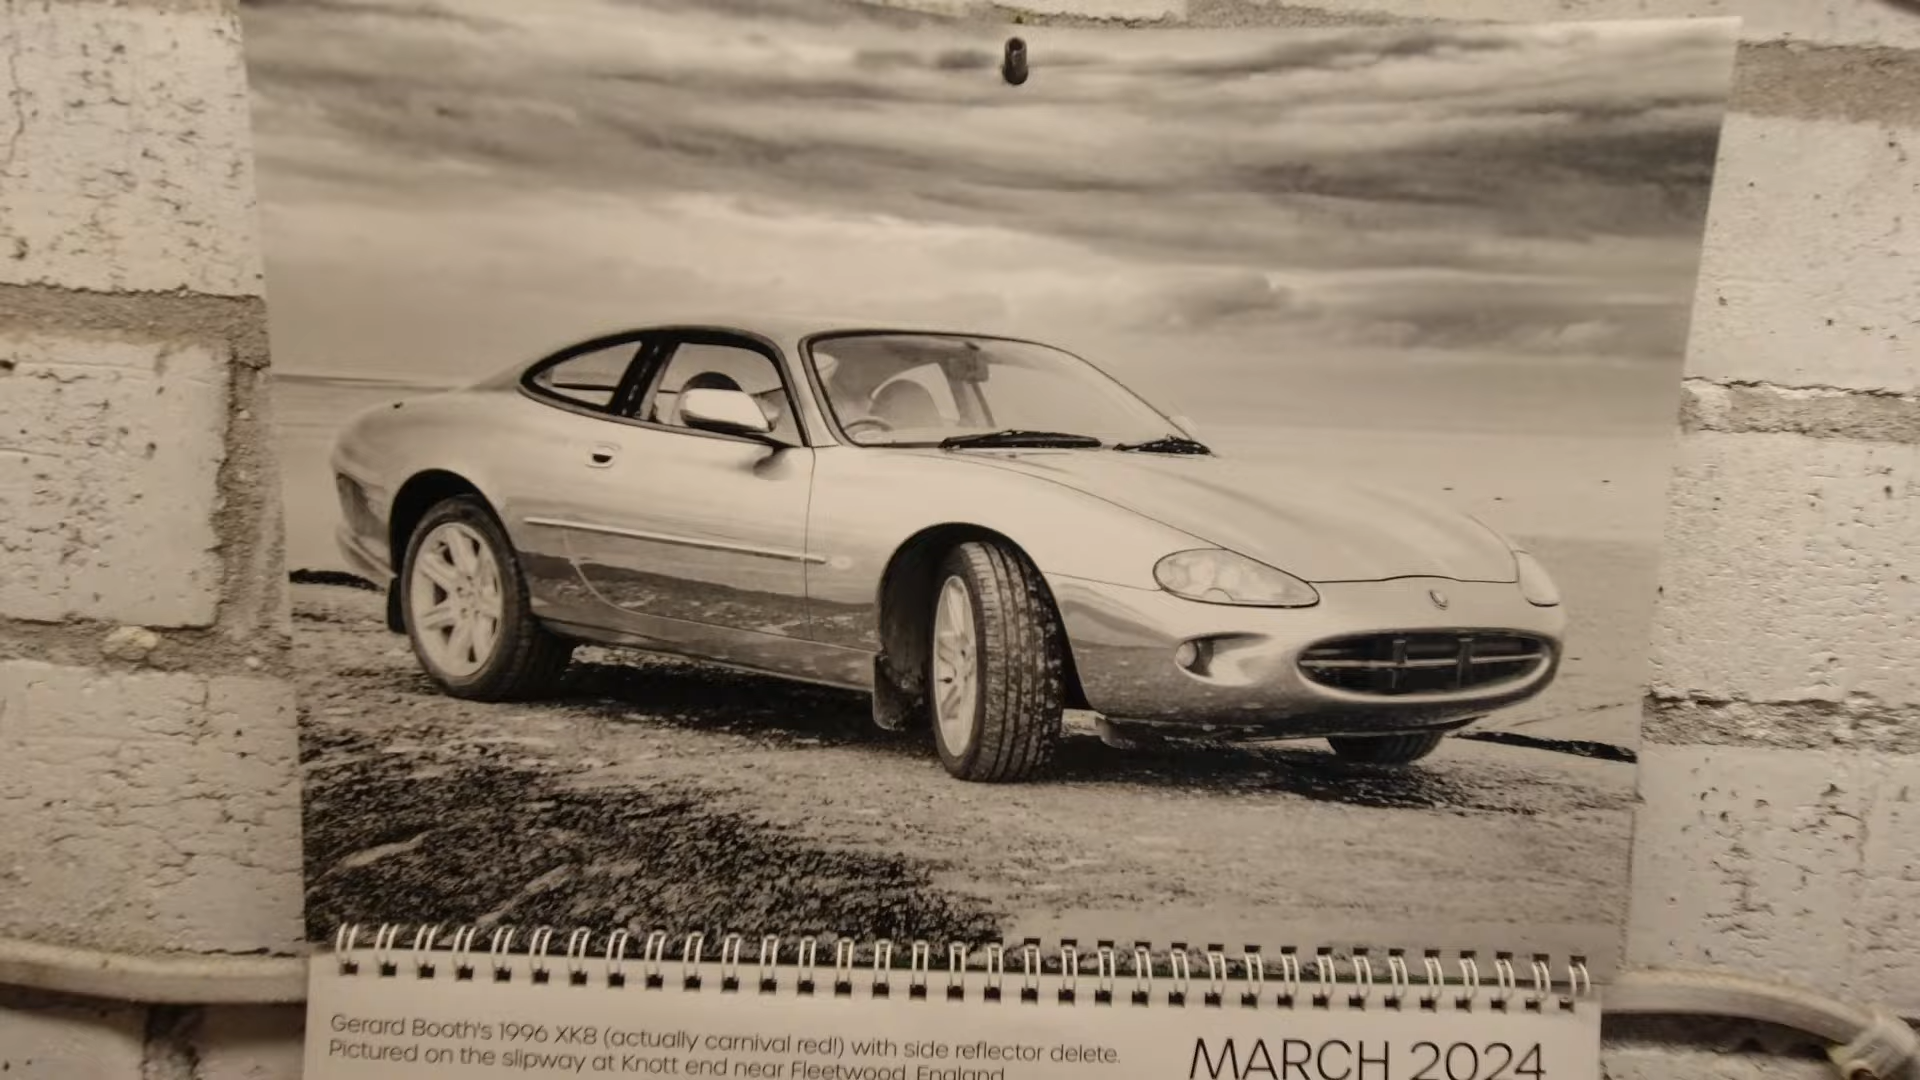 Gerard Booth's 1996 XK8 (actually carnival red!) with side reflector delete.
Pictured on the slipway at Knott end near Fleetwood, England
MARCH 2024